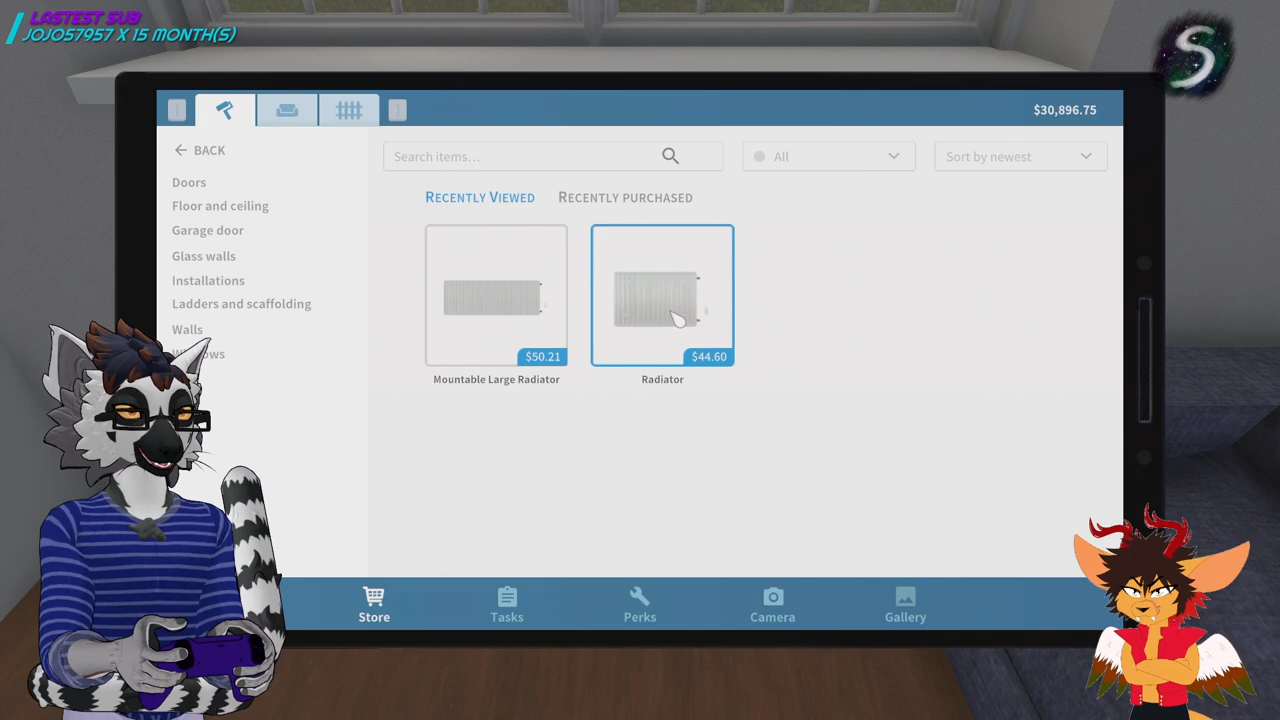 LASTEST SUB
JOJO57957 X 15 MONTH(S)
S
$30,896.75
BACK
Search items...
All
Sort by newest
Doors
Floor and ceiling
Garage door
Glass walls
Installations
Ladders and scaffolding
Walls
RECENTLY VIEWED
RECENTLY PURCHASED
$50.21
$44.60
Mountable Large Radiator
Radiator
Store
Tasks
Perks
Camera
Gallery